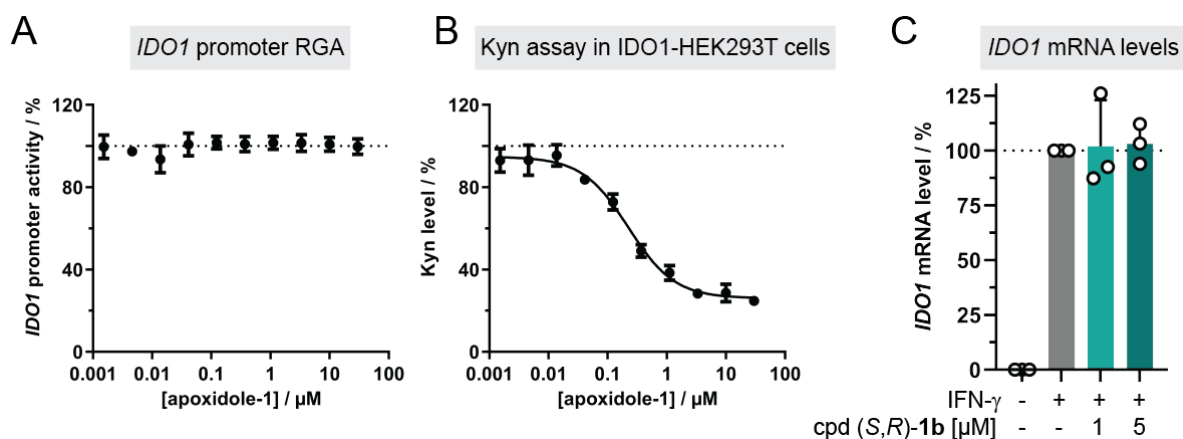 A
IDO1 promoter RGA
IDO1 promoter activity / %
120
80
40
0
0.001
0.01
0.1
1
10
100
[apoxidole-1] / µM
B
Kyn assay in IDO1-HEK293T cells
Kyn level / %
120
80
40
0
0.001
0.01
0.1
1
10
100
[apoxidole-1] / µM
C
IDO1 mRNA levels
IDO1 mRNA level / %
125
100
75
50
25
0
IFN-γ - + + +
cpd (S,R)-1b [µM] - - 1 5